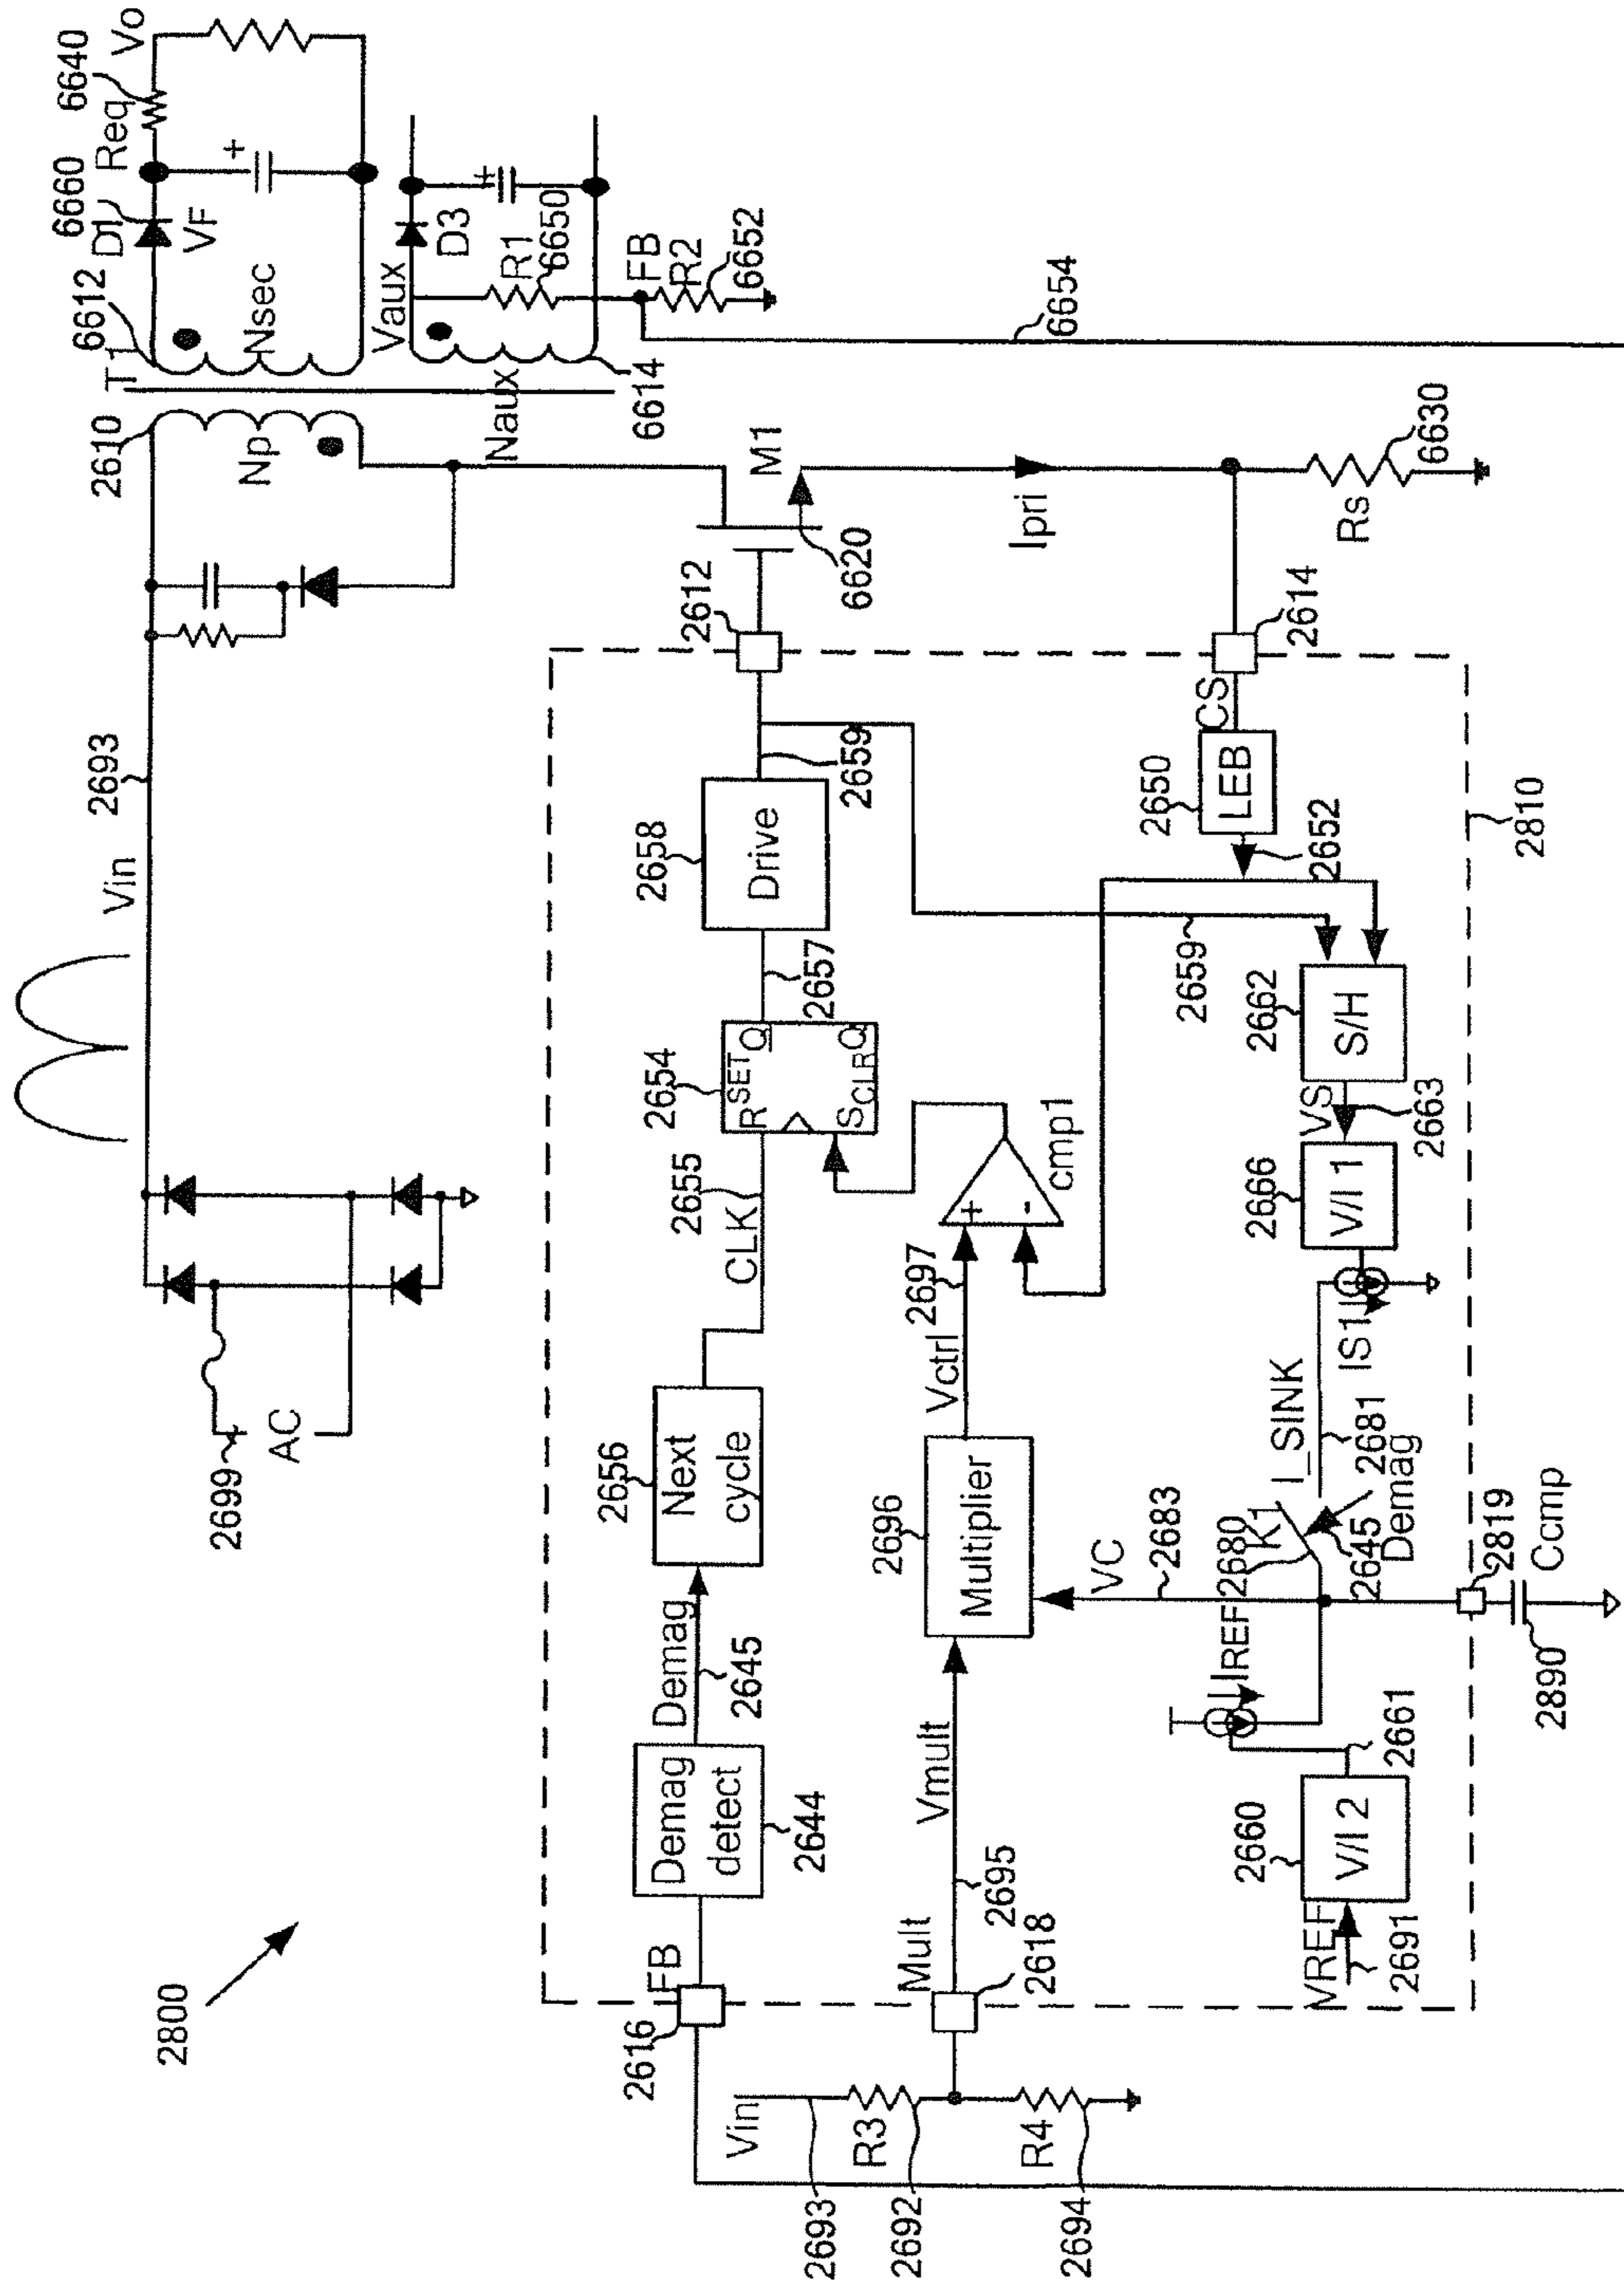 2800
2699
AC
Vin
2693
2610
Np
T1
6612
Nsec
D1
6660
VF
Req
6640
Vo
Vaux
Naux
6614
D3
R1
6650
FB
R2
6652
6654
M1
6620
Ipri
Rs
6630
2616
FB
Demag
detect
2644
Demag
2645
2656
Next
cycle
CLK
2655
2654
R SET Q
S CLR Q
2657
2658
Drive
2659
2612
Vin
2693
R3
2692
R4
2694
Mult
2618
2695
Vmult
2696
Multiplier
Vctrl
2697
+
-
cmp1
VC
2683
2659
2652
2650
LEB
CS
2614
VREF
2691
2660
V/I 2
2661
IREF
2680
K1
2645
Demag
I_SINK
2681
IS1
2666
V/I 1
VS
2663
2662
S/H
2810
2819
Ccmp
2890